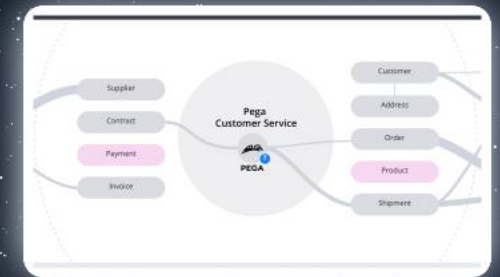 Supplier
Contract
Payment
Invoice
Pega
Customer Service
PEGA
Customer
Address
Order
Product
Shipment